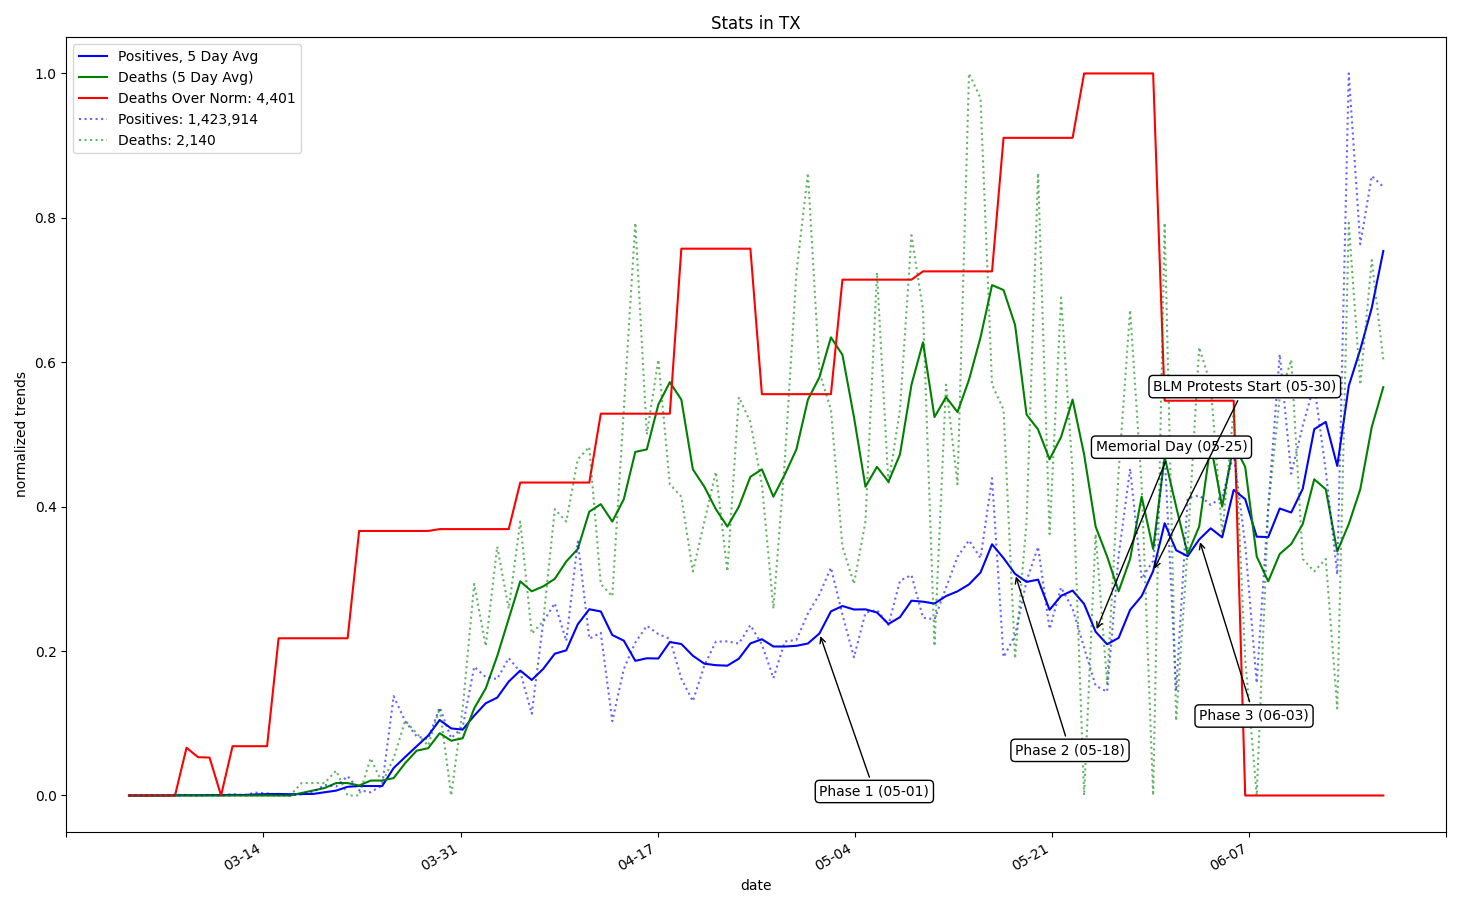 Stats in TX
Positives, 5 Day Avg
Deaths (5 Day Avg)
Deaths Over Norm: 4,401
Positives: 1,423,914
Deaths: 2,140
1.0
0.8
0.6
0.4
0.2
0.0
normalized trends
BLM Protests Start (05-30)
Memorial Day (05-25)
Phase 3 (06-03)
Phase 2 (05-18)
Phase 1 (05-01)
03-14
03-31
04-17
05-04
05-21
06-07
date